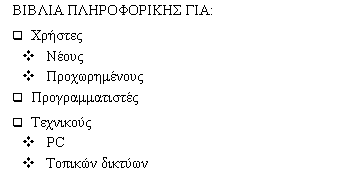 ΒΙΒΛΙΑ ΠΛΗΡΟΦΟΡΙΚΗΣ ΓΙΑ:
❑ Χρήστες
❖ Νέους
❖ Προχωρημένους
❑ Προγραμματιστές
❑ Τεχνικούς
❖ PC
❖ Τοπικών δικτύων